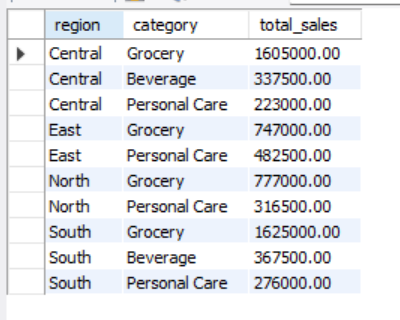 region category total_sales
Central Grocery 1605000.00
Central Beverage 337500.00
Central Personal Care 223000.00
East Grocery 747000.00
East Personal Care 482500.00
North Grocery 777000.00
North Personal Care 316500.00
South Grocery 1625000.00
South Beverage 367500.00
South Personal Care 276000.00